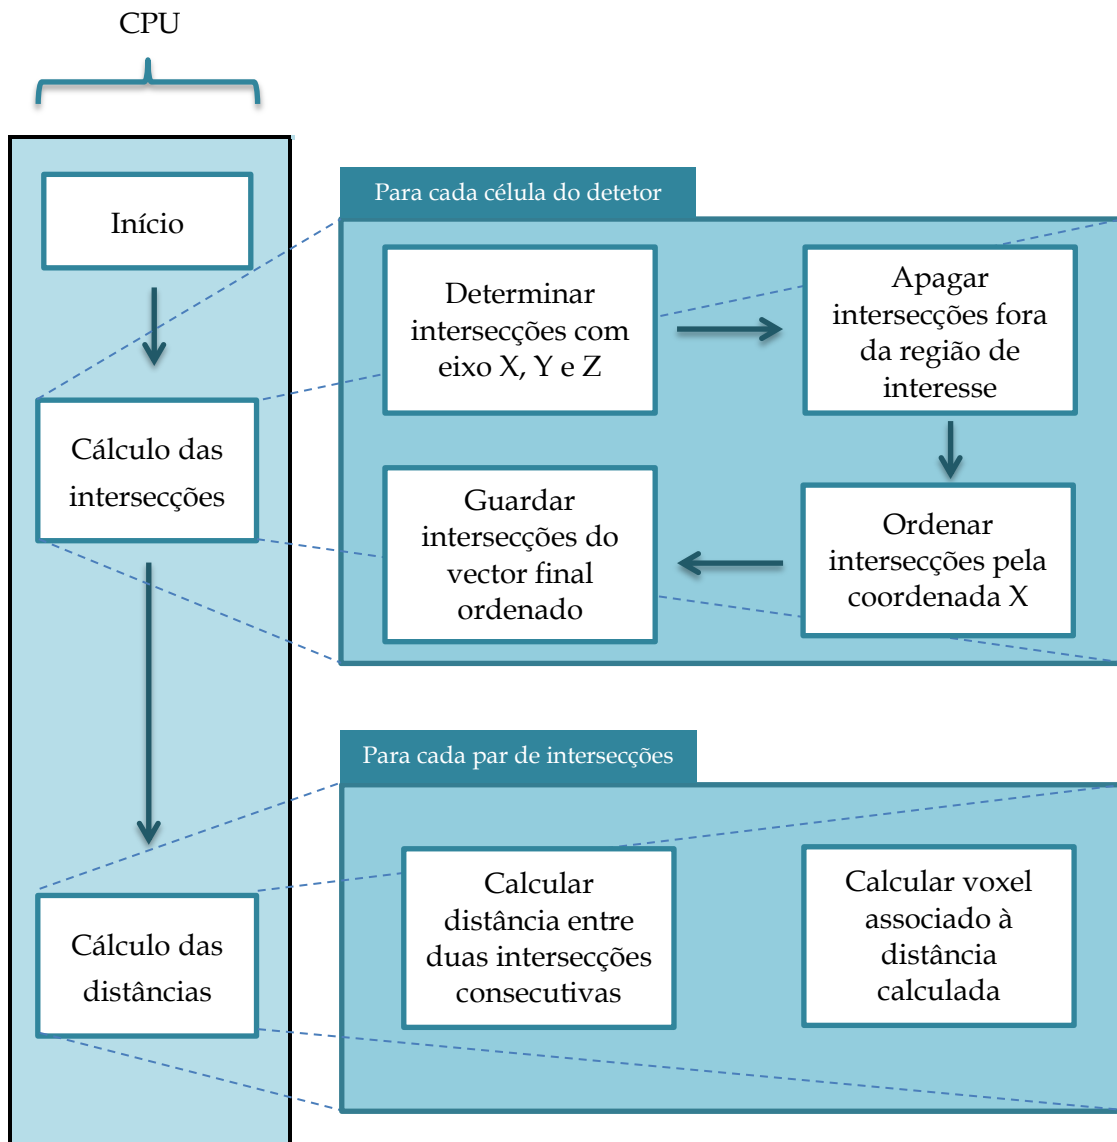 CPU
Início
Cálculo das
intersecções
Cálculo das
distâncias
Para cada célula do detetor
Determinar
intersecções com
eixo X, Y e Z
Apagar
intersecções fora
da região de
interesse
Ordenar
intersecções pela
coordenada X
Guardar
intersecções do
vector final
ordenado
Para cada par de intersecções
Calcular
distância entre
duas intersecções
consecutivas
Calcular voxel
associado à
distância
calculada